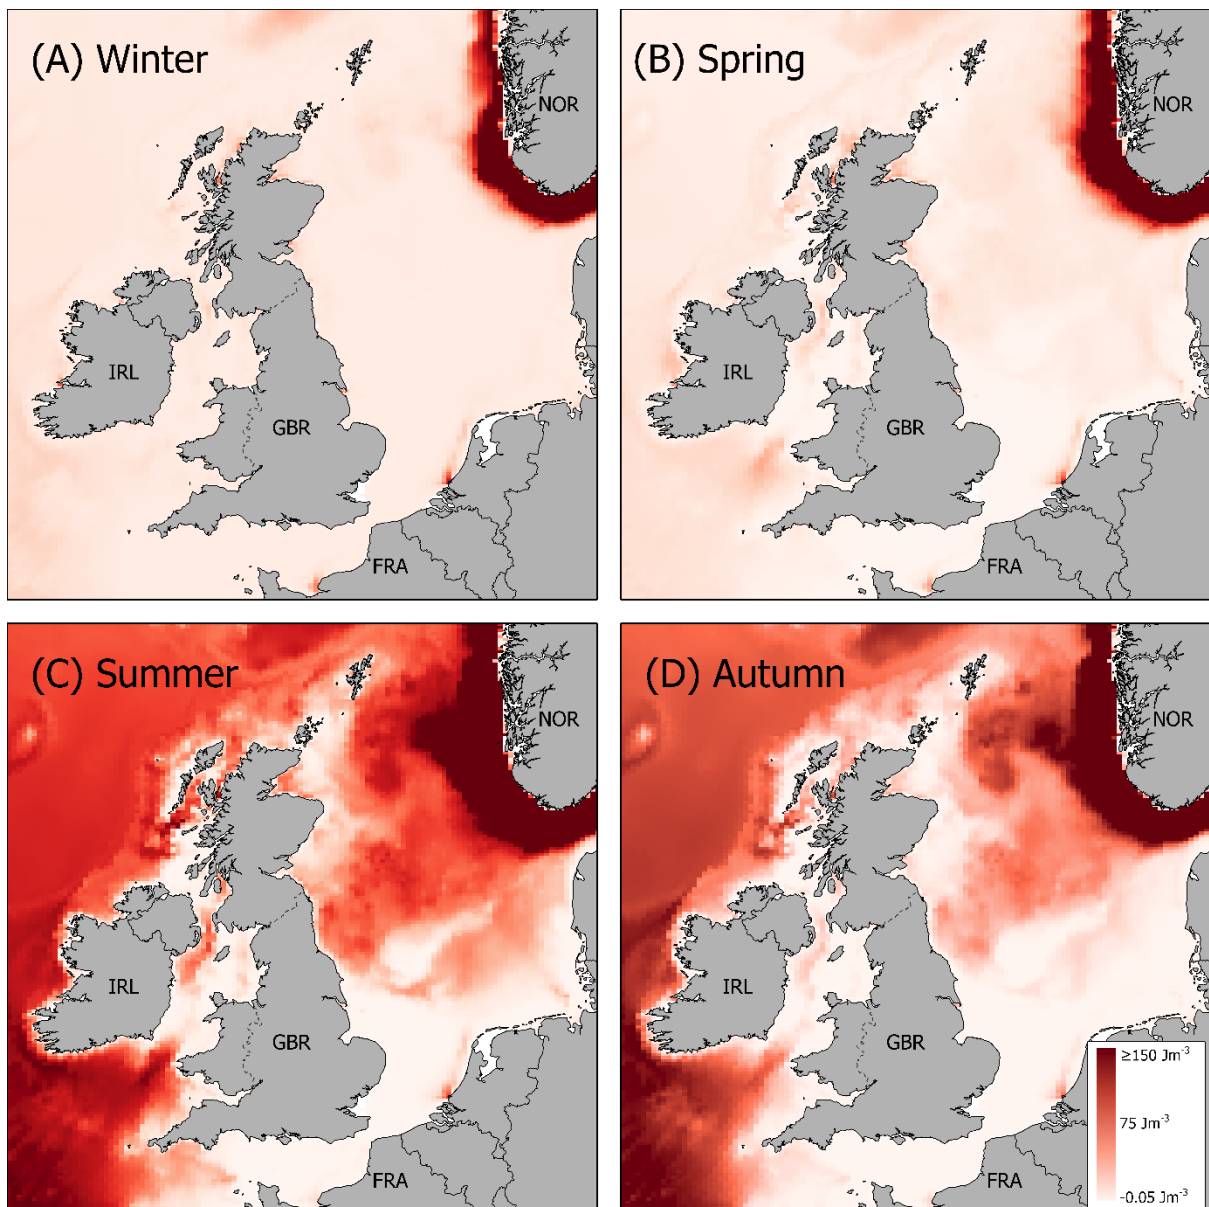 (A) Winter
NOR
IRL
GBR
FRA
(B) Spring
NOR
IRL
GBR
FRA
(C) Summer
NOR
IRL
GBR
FRA
(D) Autumn
NOR
IRL
GBR
FRA
≥150 Jm⁻³
75 Jm⁻³
-0.05 Jm⁻³